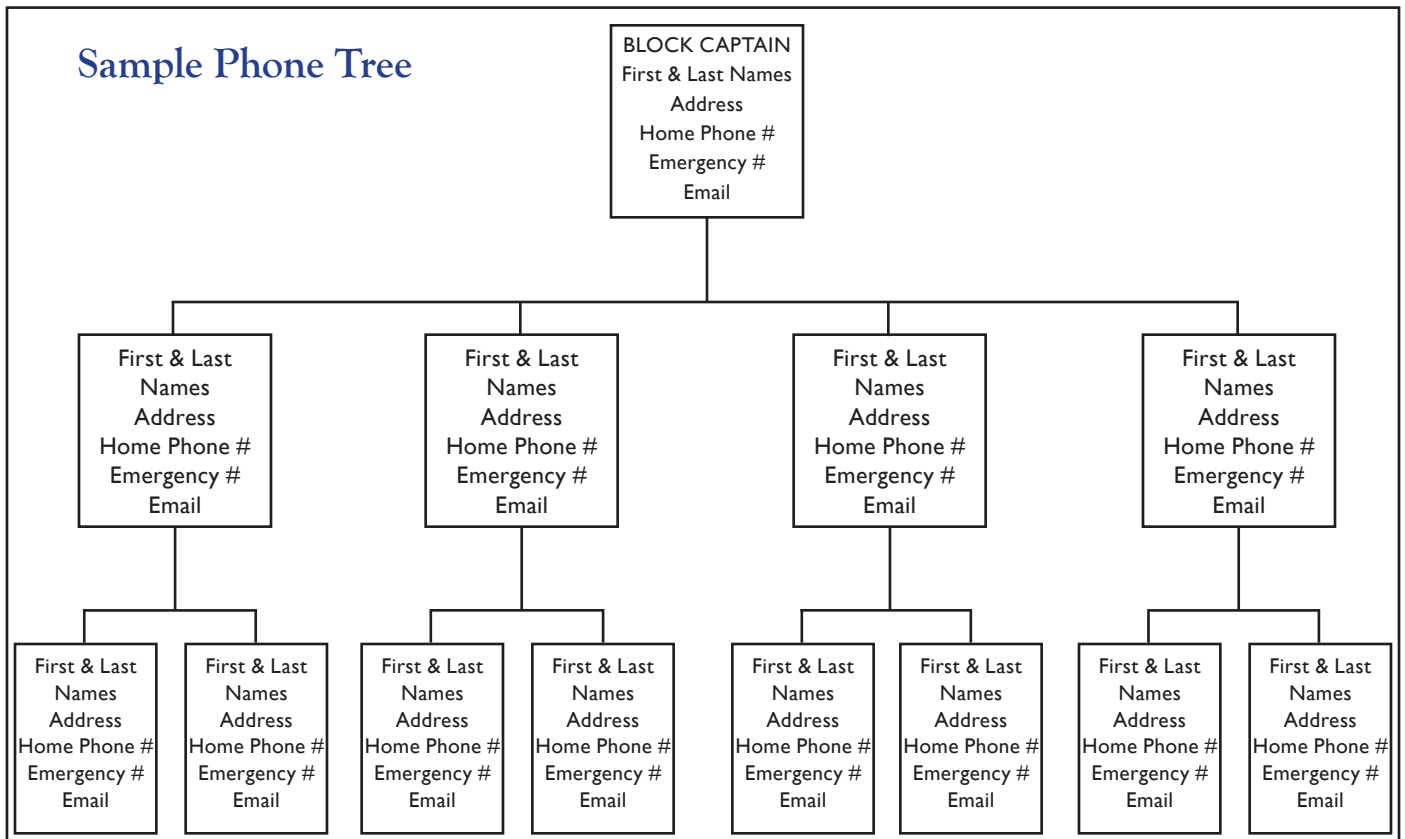 Sample Phone Tree
BLOCK CAPTAIN
First & Last Names
Address
Home Phone #
Emergency #
Email
First & Last
Names
Address
Home Phone #
Emergency #
Email
First & Last
Names
Address
Home Phone #
Emergency #
Email
First & Last
Names
Address
Home Phone #
Emergency #
Email
First & Last
Names
Address
Home Phone #
Emergency #
Email
First & Last
Names
Address
Home Phone #
Emergency #
Email
First & Last
Names
Address
Home Phone #
Emergency #
Email
First & Last
Names
Address
Home Phone #
Emergency #
Email
First & Last
Names
Address
Home Phone #
Emergency #
Email
First & Last
Names
Address
Home Phone #
Emergency #
Email
First & Last
Names
Address
Home Phone #
Emergency #
Email
First & Last
Names
Address
Home Phone #
Emergency #
Email
First & Last
Names
Address
Home Phone #
Emergency #
Email